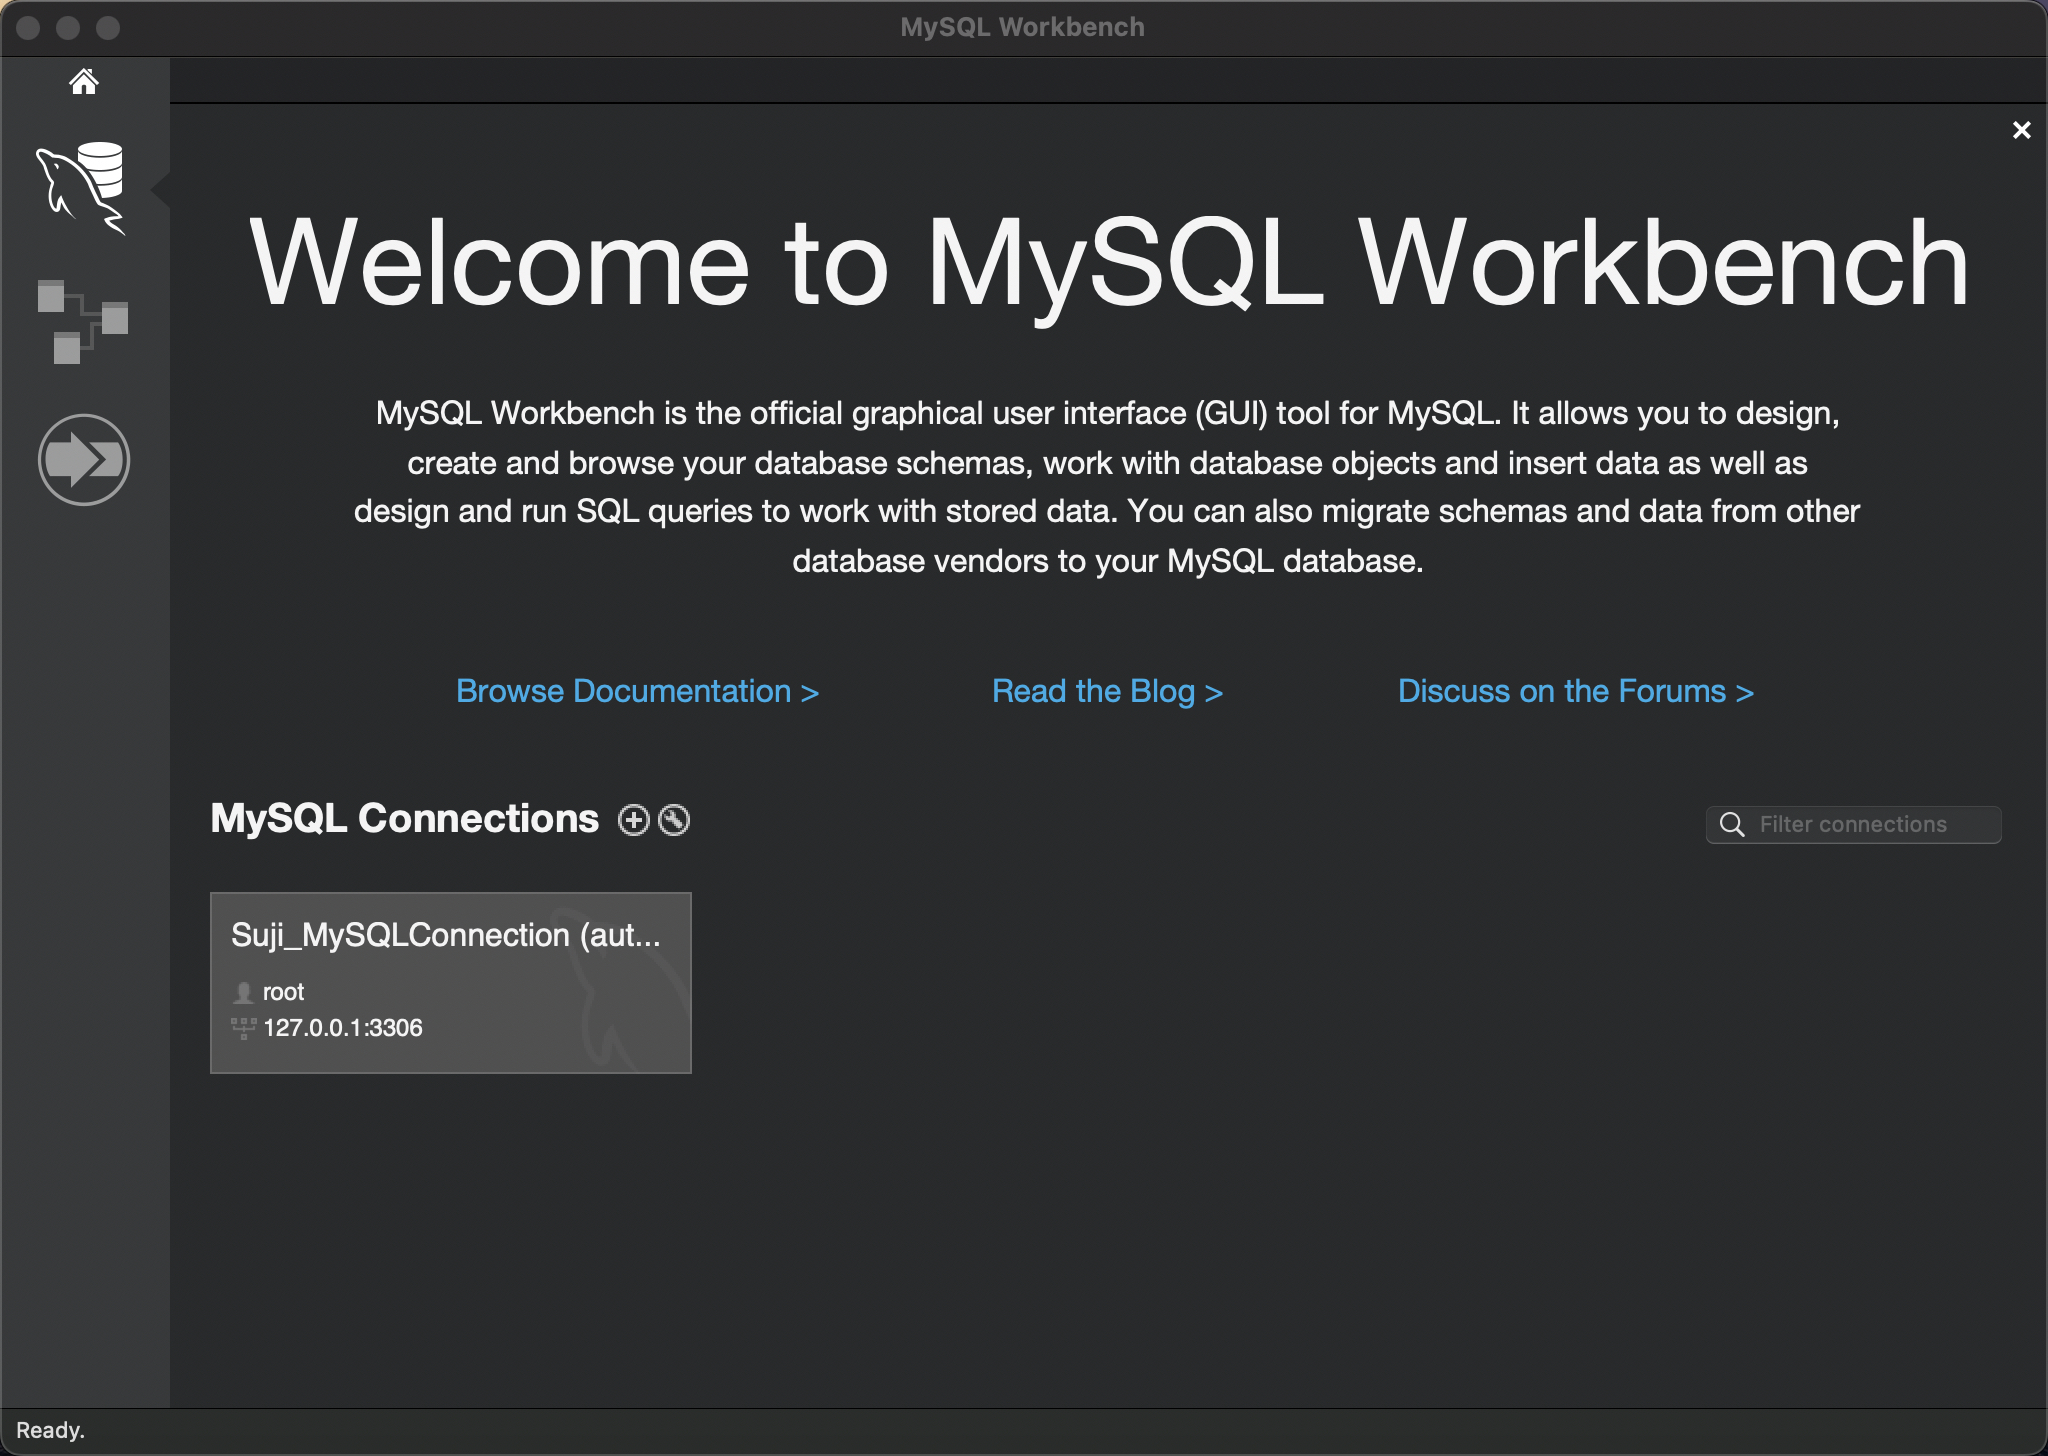 MySQL Workbench
Welcome to MySQL Workbench
MySQL Workbench is the official graphical user interface (GUI) tool for MySQL. It allows you to design,
create and browse your database schemas, work with database objects and insert data as well as
design and run SQL queries to work with stored data. You can also migrate schemas and data from other
database vendors to your MySQL database.
Browse Documentation >
Read the Blog >
Discuss on the Forums >
MySQL Connections
Filter connections
Suji_MySQLConnection (aut...
root
127.0.0.1:3306
Ready.